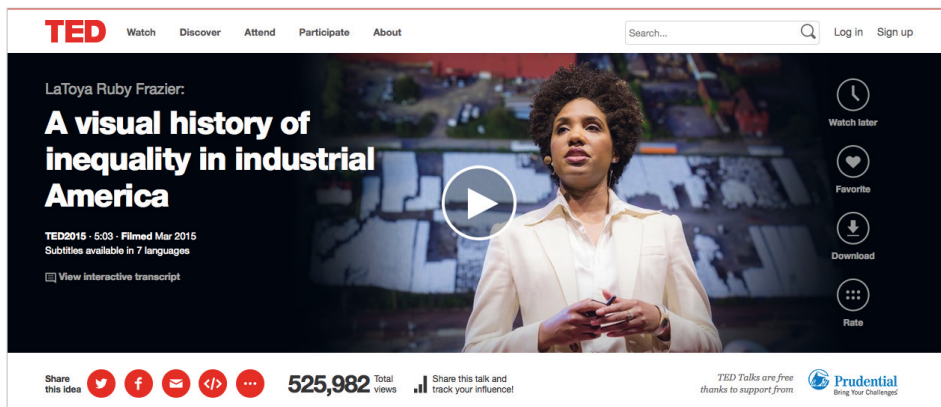 TED Watch Discover Attend Participate About Search... Log in Sign up
LaToya Ruby Frazier:
A visual history of
inequality in industrial
America
TED2015 · 5:03 · Filmed Mar 2015
Subtitles available in 7 languages
View interactive transcript
Watch later
Favorite
Download
Rate
Share
this idea
525,982 Total
views
Share this talk and
track your influence!
TED Talks are free
thanks to support from
Prudential
Bring Your Challenges